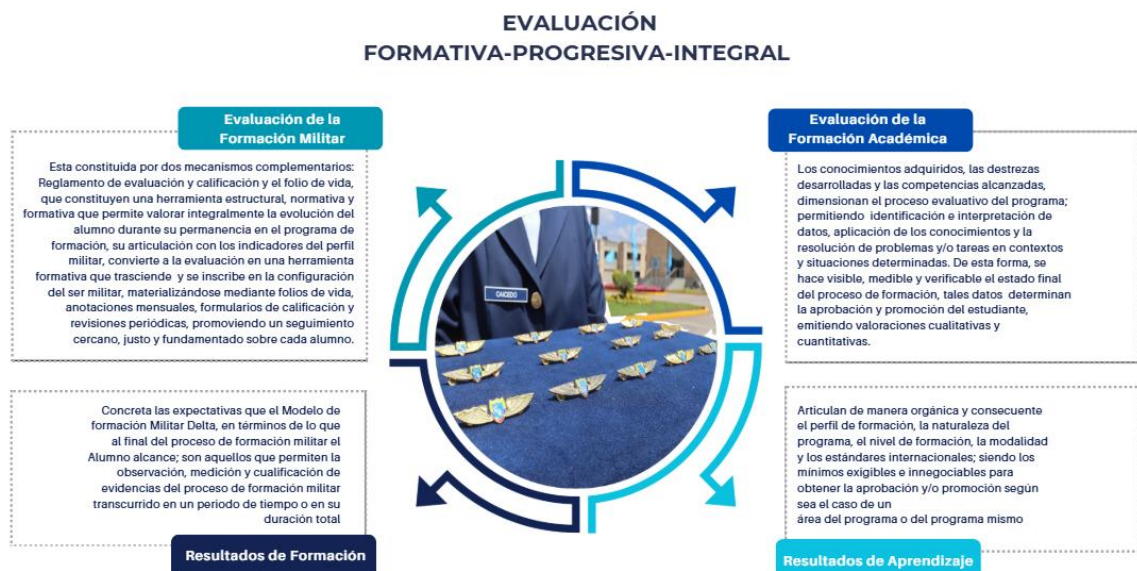 EVALUACIÓN
FORMATIVA-PROGRESIVA-INTEGRAL
Evaluación de la
Formación Militar
Esta constituida por dos mecanismos complementarios:
Reglamento de evaluación y calificación y el folio de vida,
que constituyen una herramienta estructural, normativa y
formativa que permite valorar integralmente la evolución del
alumno durante su permanencia en el programa de
formación, su articulación con los indicadores del perfil
militar, convierte a la evaluación en una herramienta
formativa que trasciende y se inscribe en la configuración
del ser militar, materializándose mediante folios de vida,
anotaciones mensuales, formularios de calificación y
revisiones periódicas, promoviendo un seguimiento
cercano, justo y fundamentado sobre cada alumno.
Evaluación de la
Formación Académica
Los conocimientos adquiridos, las destrezas
desarrolladas y las competencias alcanzadas,
dimensionan el proceso evaluativo del programa;
permitiendo identificación e interpretación de
datos, aplicación de los conocimientos y la
resolución de problemas y/o tareas en contextos
y situaciones determinadas. De esta forma, se
hace visible, medible y verificable el estado final
del proceso de formación, tales datos determinan
la aprobación y promoción del estudiante,
emitiendo valoraciones cualitativas y
cuantitativas.
CAICEDO
Concreta las expectativas que el Modelo de
formación Militar Delta, en términos de lo que
al final del proceso de formación militar el
Alumno alcance; son aquellos que permiten la
observación, medición y cualificación de
evidencias del proceso de formación militar
transcurrido en un periodo de tiempo o en su
duración total
Resultados de Formación
Articulan de manera orgánica y consecuente
el perfil de formación, la naturaleza del
programa, el nivel de formación, la modalidad
y los estándares internacionales; siendo los
mínimos exigibles e innegociables para
obtener la aprobación y/o promoción según
sea el caso de un
área del programa o del programa mismo
Resultados de Aprendizaje